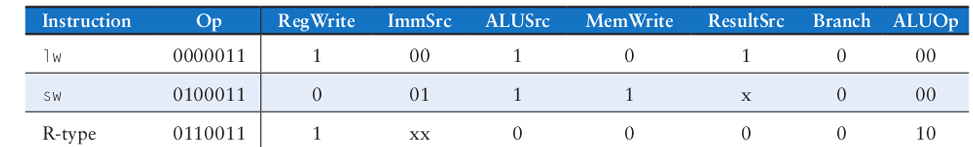 Instruction Op RegWrite ImmSrc ALUSrc MemWrite ResultSrc Branch ALUOp
lw 0000011 1 00 1 0 1 0 00
sw 0100011 0 01 1 1 x 0 00
R-type 0110011 1 xx 0 0 0 0 10